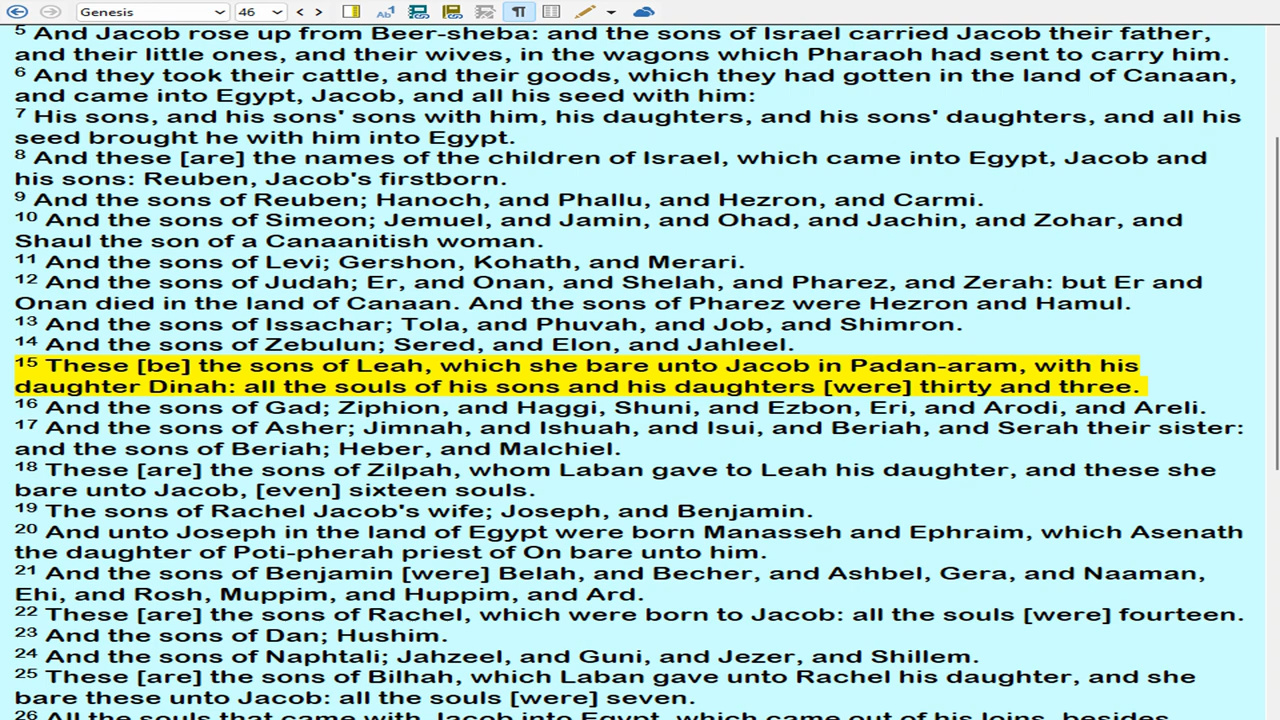 Genesis 46
5 And Jacob rose up from Beer-sheba: and the sons of Israel carried Jacob their father,
and their little ones, and their wives, in the wagons which Pharaoh had sent to carry him.
6 And they took their cattle, and their goods, which they had gotten in the land of Canaan,
and came into Egypt, Jacob, and all his seed with him:
7 His sons, and his sons' sons with him, his daughters, and his sons' daughters, and all his
seed brought he with him into Egypt.
8 And these [are] the names of the children of Israel, which came into Egypt, Jacob and
his sons: Reuben, Jacob's firstborn.
9 And the sons of Reuben; Hanoch, and Phallu, and Hezron, and Carmi.
10 And the sons of Simeon; Jemuel, and Jamin, and Ohad, and Jachin, and Zohar, and
Shaul the son of a Canaanitish woman.
11 And the sons of Levi; Gershon, Kohath, and Merari.
12 And the sons of Judah; Er, and Onan, and Shelah, and Pharez, and Zerah: but Er and
Onan died in the land of Canaan. And the sons of Pharez were Hezron and Hamul.
13 And the sons of Issachar; Tola, and Phuvah, and Job, and Shimron.
14 And the sons of Zebulun; Sered, and Elon, and Jahleel.
15 These [be] the sons of Leah, which she bare unto Jacob in Padan-aram, with his
daughter Dinah: all the souls of his sons and his daughters [were] thirty and three.
16 And the sons of Gad; Ziphion, and Haggi, Shuni, and Ezbon, Eri, and Arodi, and Areli.
17 And the sons of Asher; Jimnah, and Ishuah, and Isui, and Beriah, and Serah their sister:
and the sons of Beriah; Heber, and Malchiel.
18 These [are] the sons of Zilpah, whom Laban gave to Leah his daughter, and these she
bare unto Jacob, [even] sixteen souls.
19 The sons of Rachel Jacob's wife; Joseph, and Benjamin.
20 And unto Joseph in the land of Egypt were born Manasseh and Ephraim, which Asenath
the daughter of Poti-pherah priest of On bare unto him.
21 And the sons of Benjamin [were] Belah, and Becher, and Ashbel, Gera, and Naaman,
Ehi, and Rosh, Muppim, and Huppim, and Ard.
22 These [are] the sons of Rachel, which were born to Jacob: all the souls [were] fourteen.
23 And the sons of Dan; Hushim.
24 And the sons of Naphtali; Jahzeel, and Guni, and Jezer, and Shillem.
25 These [are] the sons of Bilhah, which Laban gave unto Rachel his daughter, and she
bare these unto Jacob: all the souls [were] seven.
26 All the souls that came with Jacob into Egypt, which came out of his loins, besides